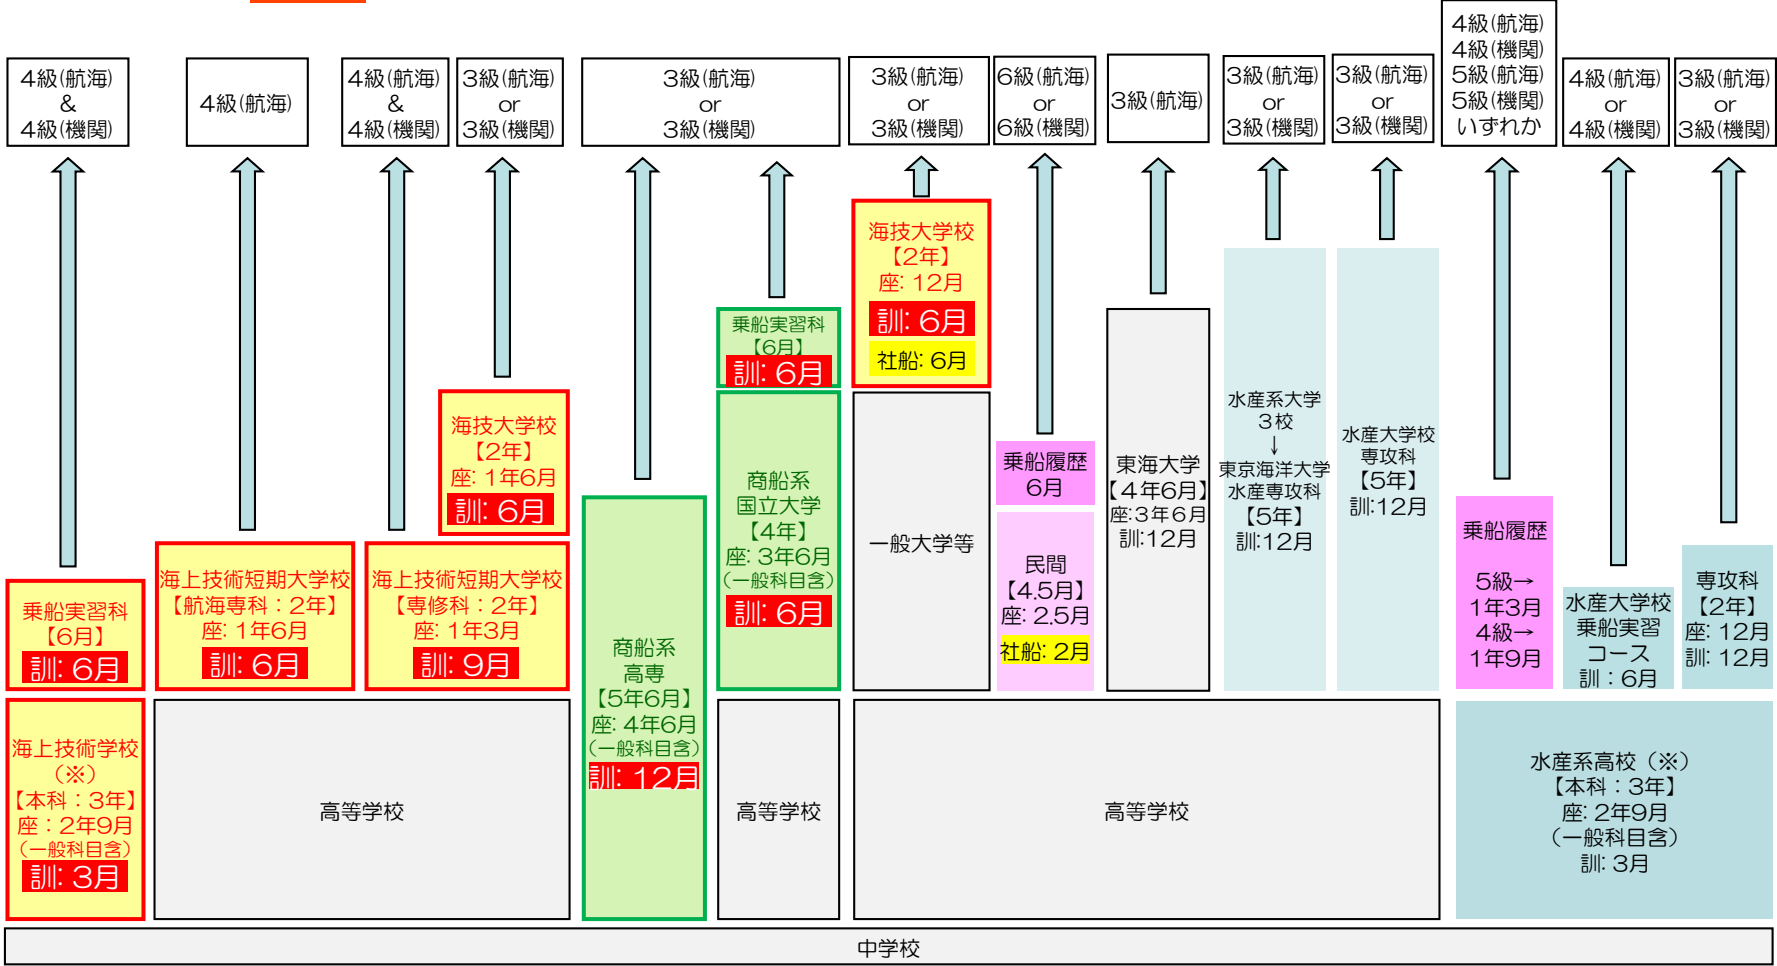 4級(航海)
&
4級(機関)
4級(航海)
4級(航海)
&
4級(機関)
3級(航海)
or
3級(機関)
3級(航海)
or
3級(機関)
3級(航海)
or
3級(機関)
6級(航海)
or
6級(機関)
3級(航海)
3級(航海)
or
3級(機関)
3級(航海)
or
3級(機関)
4級(航海)
4級(機関)
5級(航海)
5級(機関)
いずれか
4級(航海)
or
4級(機関)
3級(航海)
or
3級(機関)
乗船実習科
【6月】
訓: 6月
海上技術学校
(※)
【本科：3年】
座：2年9月
(一般科目含)
訓: 3月
海上技術短期大学校
【航海専科：2年】
座: 1年6月
訓: 6月
海技大学校
【2年】
座: 1年6月
訓: 6月
海上技術短期大学校
【専修科：2年】
座: 1年3月
訓: 9月
高等学校
商船系
高専
【5年6月】
座: 4年6月
(一般科目含)
訓: 12月
乗船実習科
【6月】
訓: 6月
商船系
国立大学
【4年】
座: 3年6月
(一般科目含)
訓: 6月
高等学校
海技大学校
【2年】
座: 12月
訓: 6月
社船: 6月
一般大学等
乗船履歴
6月
民間
【4.5月】
座: 2.5月
社船: 2月
東海大学
【４年6月】
座:３年６月
訓:12月
水産系大学
３校
↓
東京海洋大学
水産専攻科
【5年】
訓:12月
水産大学校
専攻科
【5年】
訓:12月
高等学校
乗船履歴
5級→
1年3月
4級→
1年9月
水産大学校
乗船実習
コース
訓：6月
専攻科
【2年】
座: 12月
訓: 12月
水産系高校（※）
【本科：3年】
座: 2年9月
(一般科目含)
訓: 3月
中学校